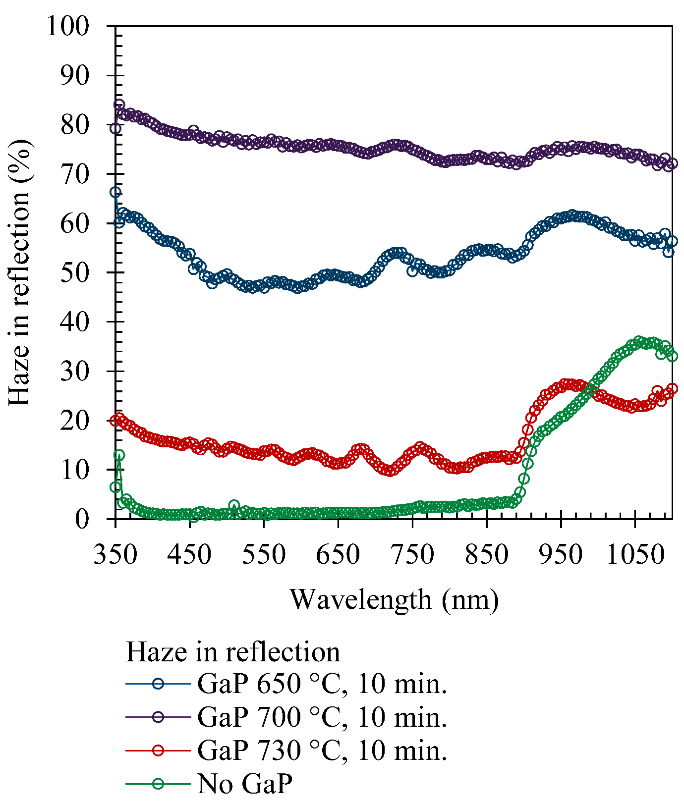 100
90
80
70
60
50
40
30
20
10
0
Haze in reflection (%)
350 450 550 650 750 850 950 1050
Wavelength (nm)
Haze in reflection
GaP 650 °C, 10 min.
GaP 700 °C, 10 min.
GaP 730 °C, 10 min.
No GaP